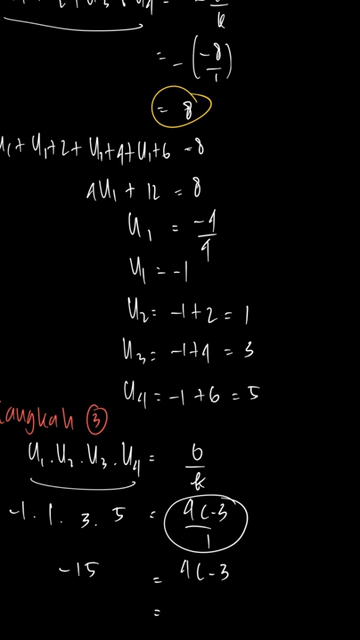 k
= -(-8/1)
= 8
U1 + U1+2 + U1+4 + U1+6 = 8
4U1 + 12 = 8
U1 = -4/4
U1 = -1
U2 = -1+2 = 1
U3 = -1+4 = 3
U4 = -1+6 = 5
Langkah ③
U1 . U2 . U3 . U4 = 6/k
-1 . 1 . 3 . 5 = 4c-3/1
-15 = 4c-3
=